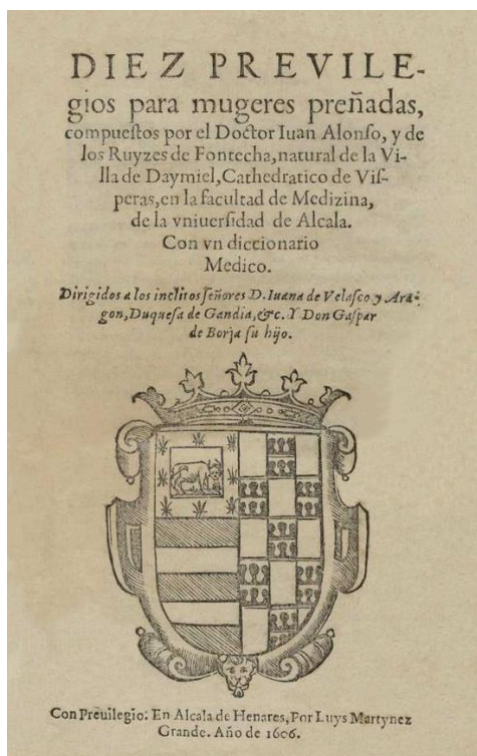 DIEZ PREVILE-
gios para mugeres preñadas,
compueſtos por el Doctor Iuan Alonſo, y de
los Ruyzes de Fontecha, natural de la Vi-
lla de Daymiel, Cathedratico de Viſ-
peras, en la facultad de Medizina,
de la vniuerſidad de Alcala.
Con vn diccionario
Medico.
Dirigidos a los inclitos ſeñores D. Iuana de Velaſco y Ara-
gon, Duqueſa de Gandia, &c. Y Don Gaſpar
de Borja ſu hijo.
Con Preuilegio: En Alcala de Henares, Por Luys Martynez
Grande. Año de 1606.